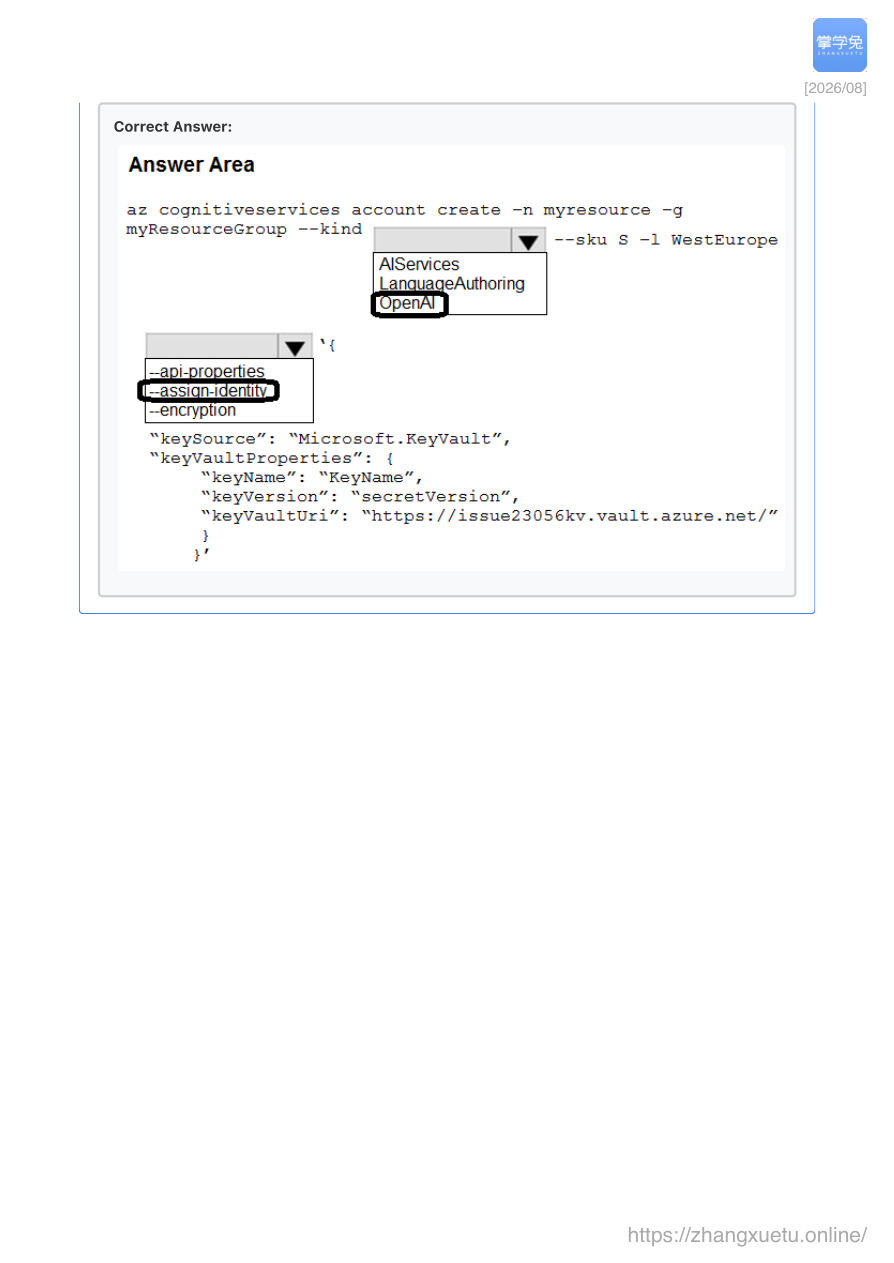 掌学兔
ZHANGXUETU
[2026/08]
Correct Answer:
Answer Area
az cognitiveservices account create –n myresource –g
myResourceGroup --kind
--sku S –l WestEurope
AIServices
LanguageAuthoring
OpenAI
‘{
--api-properties
--assign-identity
--encryption
“keySource”: “Microsoft.KeyVault”,
“keyVaultProperties”: {
“keyName”: “KeyName”,
“keyVersion”: “secretVersion”,
“keyVaultUri”: “https://issue23056kv.vault.azure.net/”
}
}’
https://zhangxuetu.online/